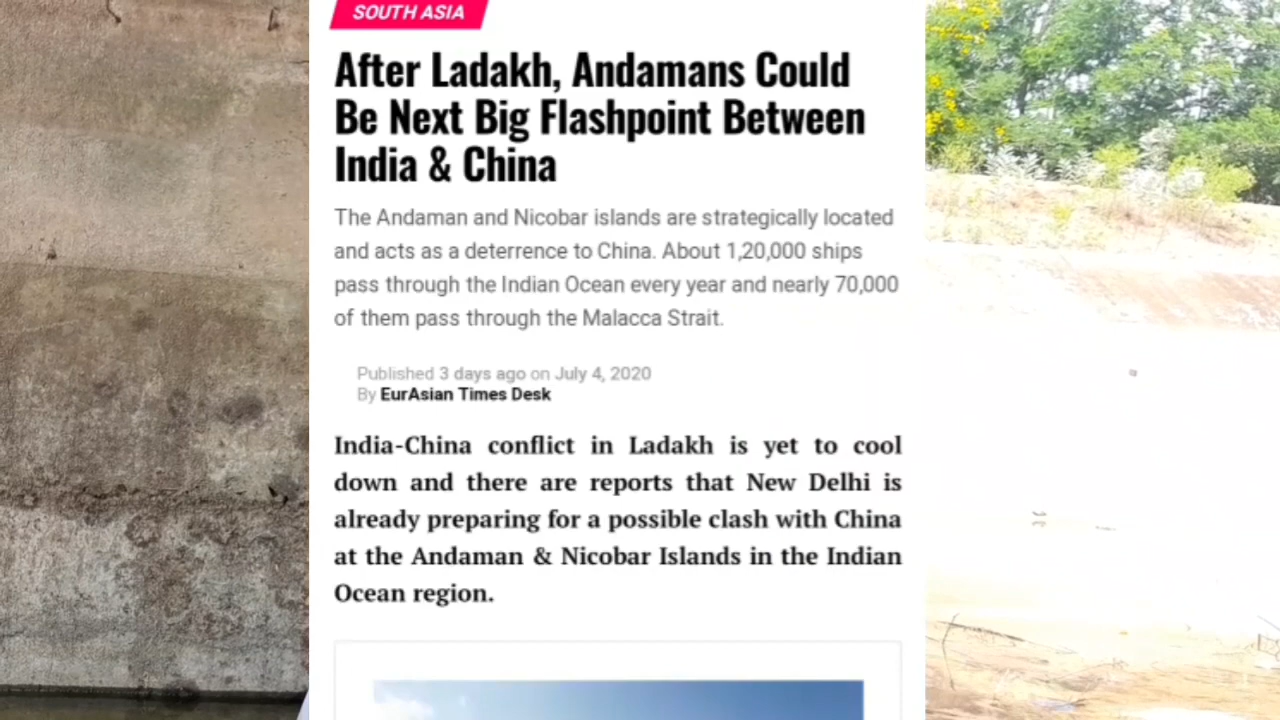 SOUTH ASIA
After Ladakh, Andamans Could
Be Next Big Flashpoint Between
India & China
The Andaman and Nicobar islands are strategically located
and acts as a deterrence to China. About 1,20,000 ships
pass through the Indian Ocean every year and nearly 70,000
of them pass through the Malacca Strait.
Published 3 days ago on July 4, 2020
By EurAsian Times Desk
India-China conflict in Ladakh is yet to cool
down and there are reports that New Delhi is
already preparing for a possible clash with China
at the Andaman & Nicobar Islands in the Indian
Ocean region.